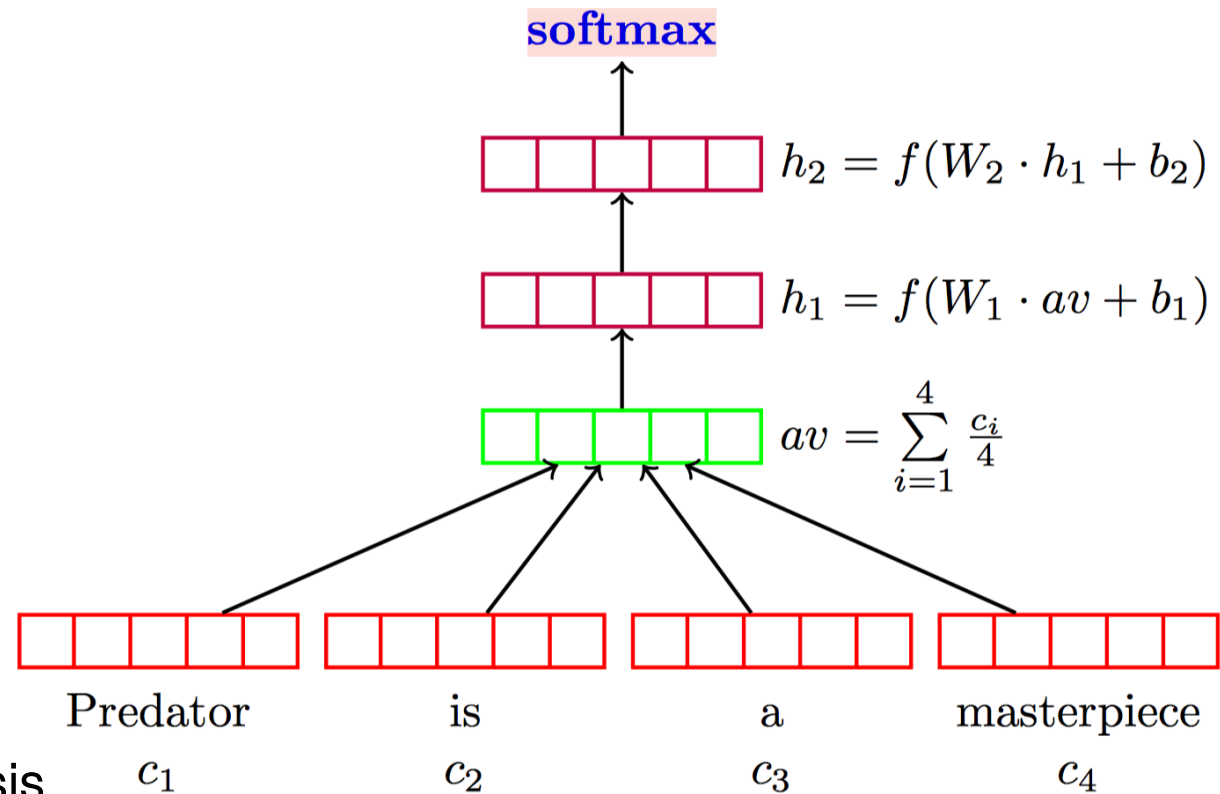 softmax
h₂ = f(W₂ · h₁ + b₂)
h₁ = f(W₁ · av + b₁)
av = ∑_{i=1}^{4} c_i/4
Predator is a masterpiece
sis c₁ c₂ c₃ c₄